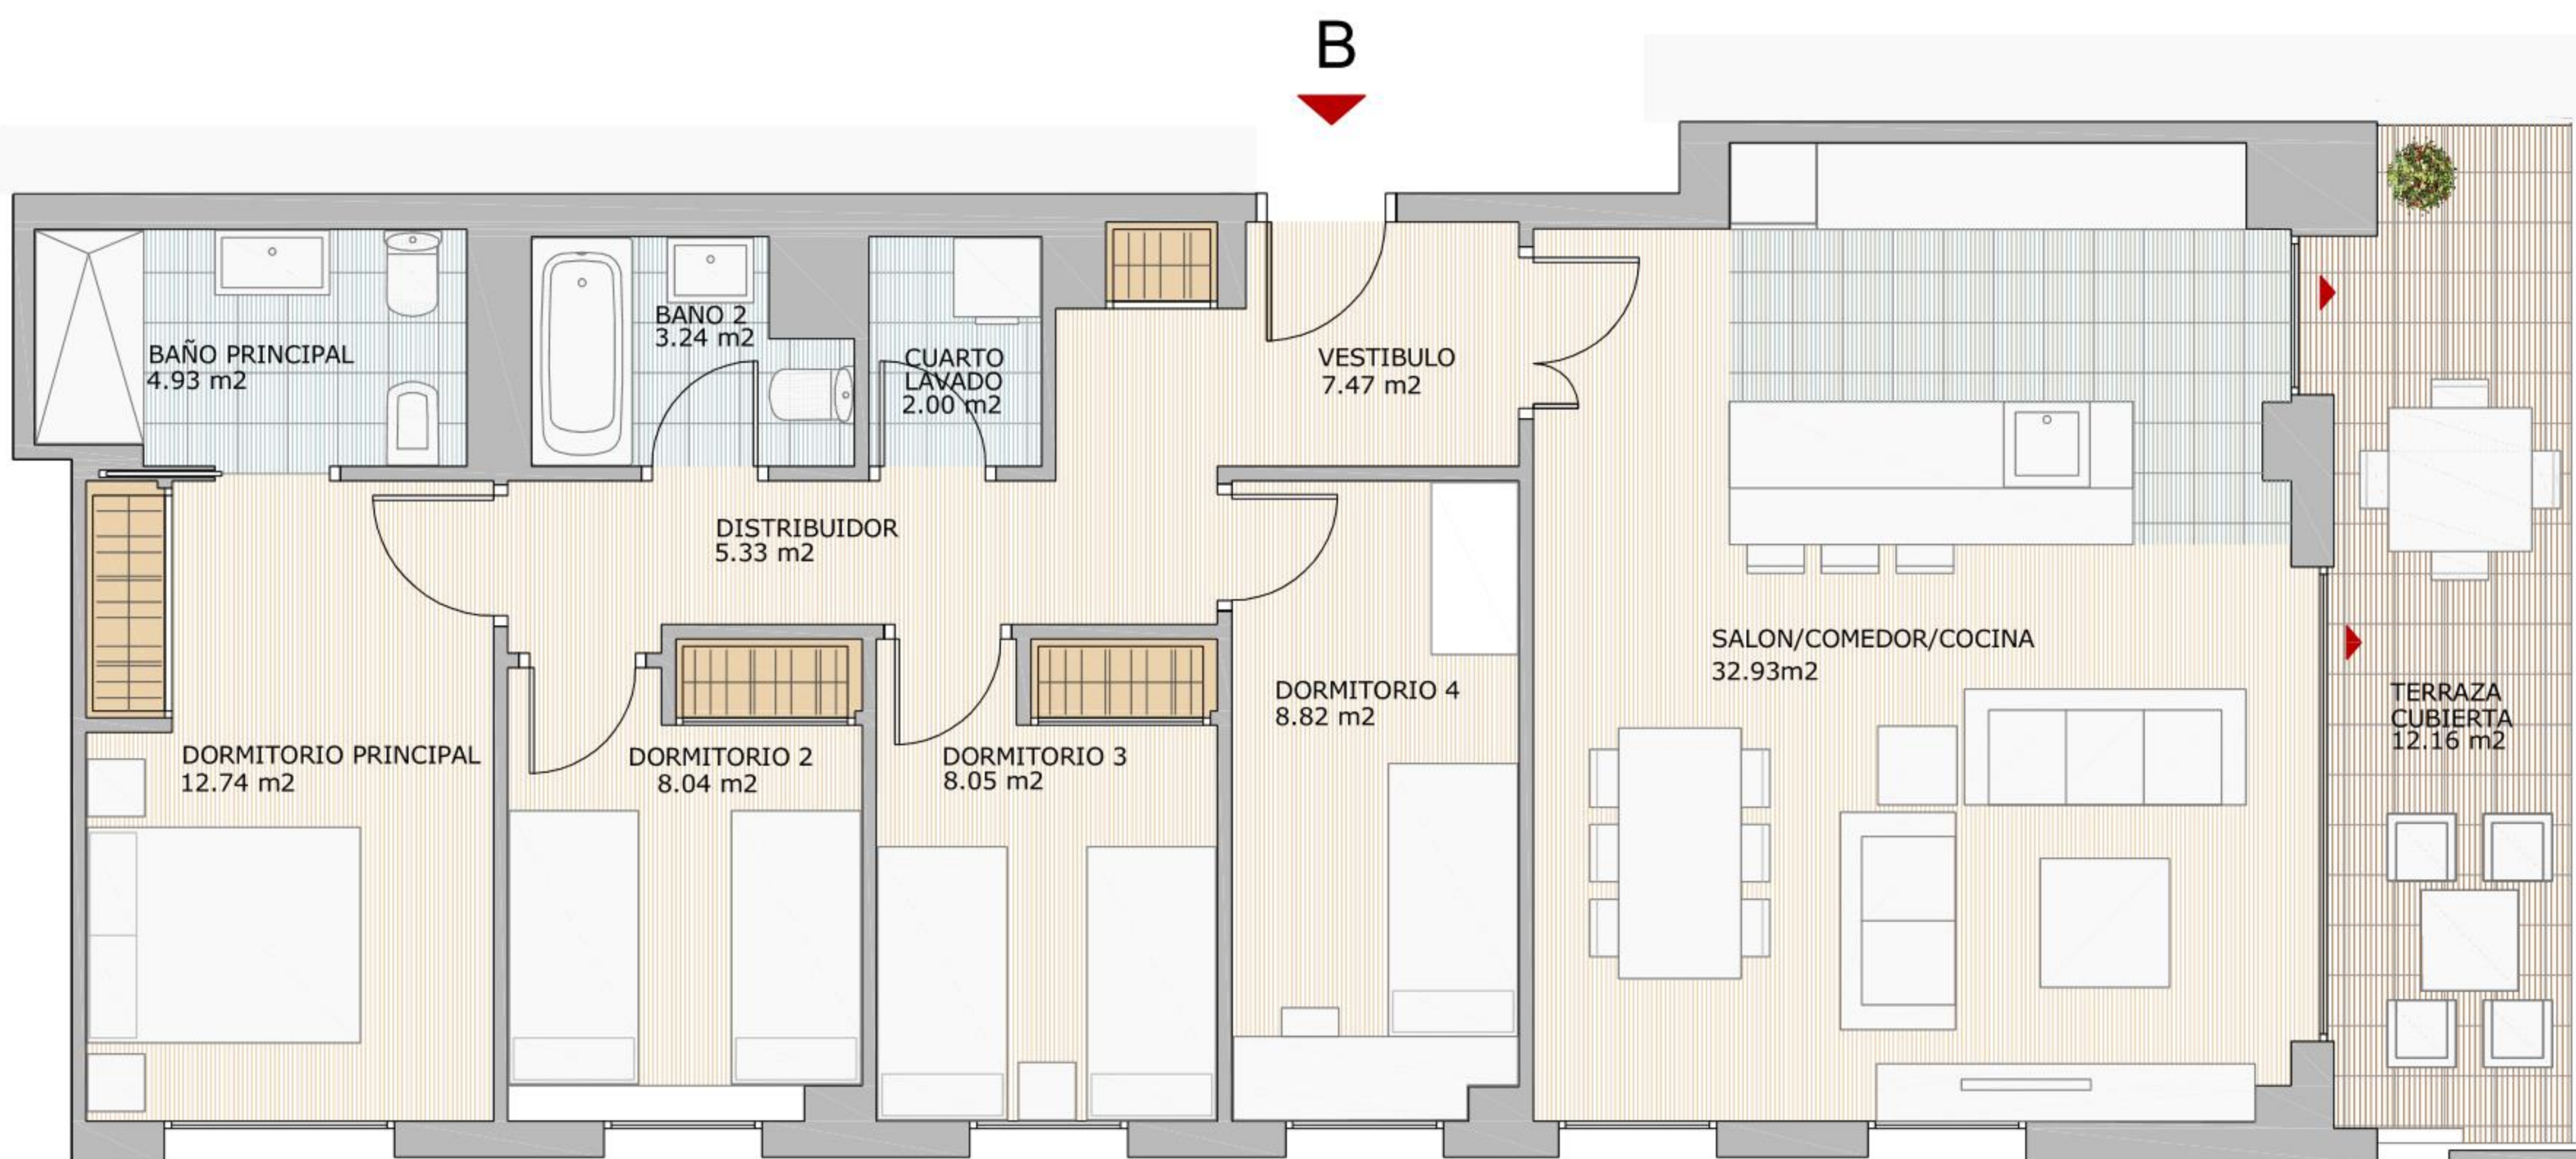 B
BAÑO PRINCIPAL
4.93 m2
BANO 2
3.24 m2
CUARTO
LAVADO
2.00 m2
VESTIBULO
7.47 m2
DISTRIBUIDOR
5.33 m2
SALON/COMEDOR/COCINA
32.93m2
DORMITORIO 4
8.82 m2
TERRAZA
CUBIERTA
12.16 m2
DORMITORIO PRINCIPAL
12.74 m2
DORMITORIO 2
8.04 m2
DORMITORIO 3
8.05 m2